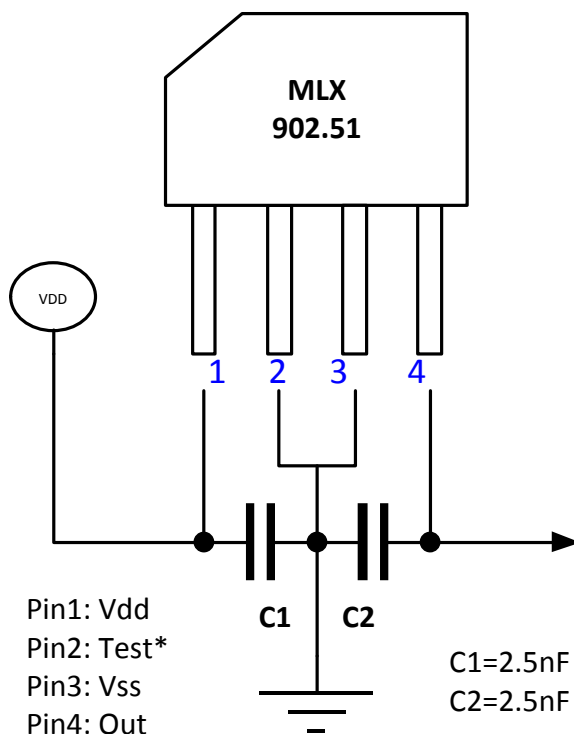 MLX
902.51
VDD
1 2 3 4
C1 C2
Pin1: Vdd
Pin2: Test*
Pin3: Vss
Pin4: Out
C1=2.5nF
C2=2.5nF